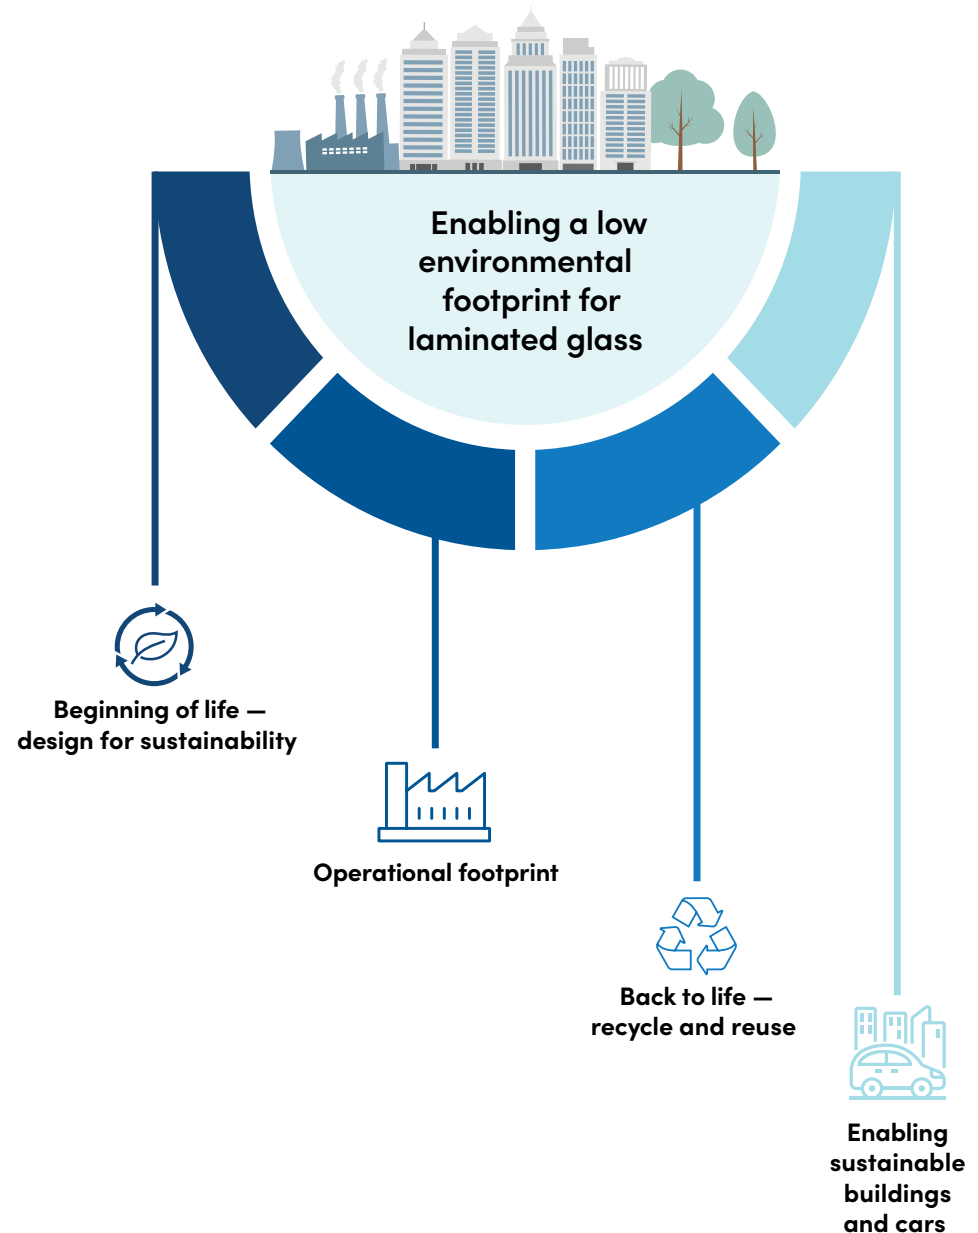 Enabling a low
environmental
footprint for
laminated glass
Beginning of life —
design for sustainability
Operational footprint
Back to life —
recycle and reuse
Enabling
sustainable
buildings
and cars